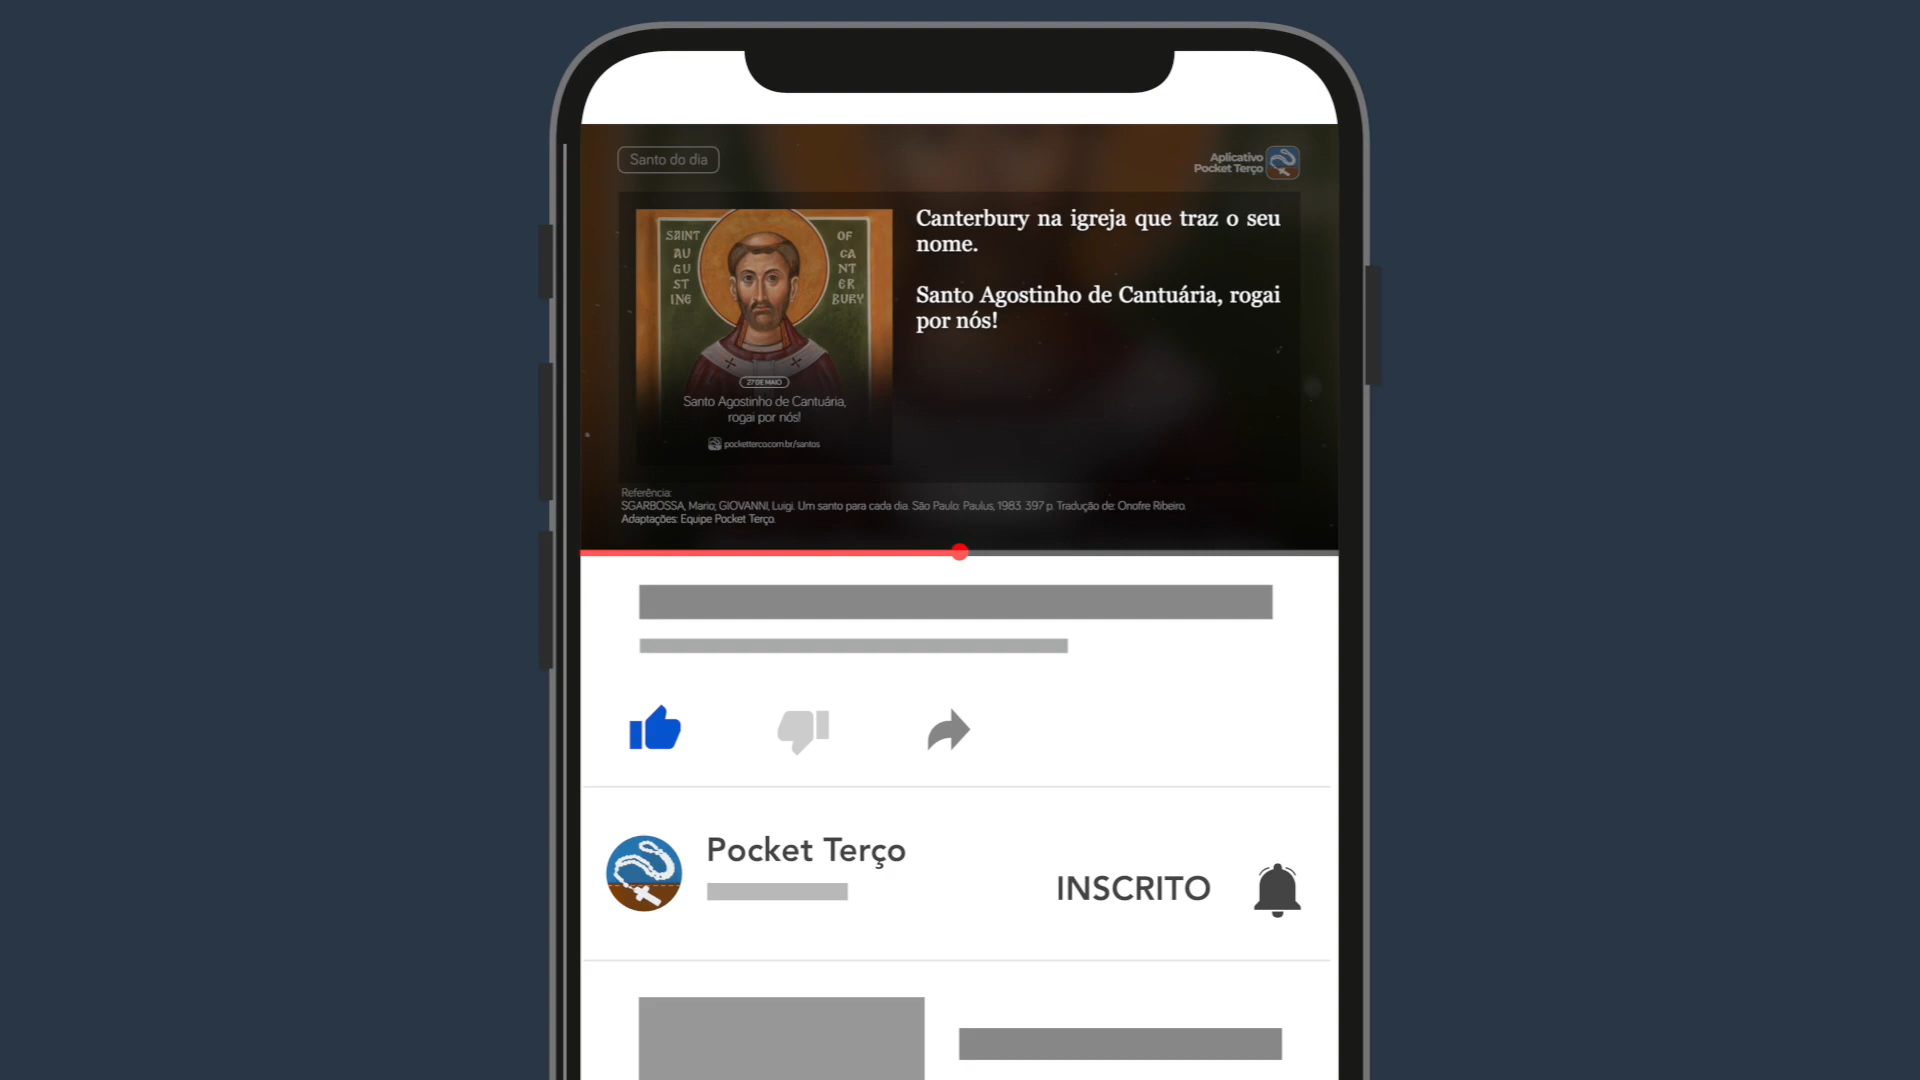 Santo do dia
Aplicativo
Pocket Terço
SAINT
AU
GU
ST
INE
OF
CA
NT
ER
BURY
27 DE MAIO
Santo Agostinho de Cantuária,
rogai por nós!
pocketterco.com.br/santos
Canterbury na igreja que traz o seu
nome.
Santo Agostinho de Cantuária, rogai
por nós!
Referência:
SGARBOSSA, Mario; GIOVANNI, Luigi. Um santo para cada dia. São Paulo: Paulus, 1983. 397 p. Tradução de: Onofre Ribeiro.
Adaptações: Equipe Pocket Terço.
Pocket Terço
INSCRITO